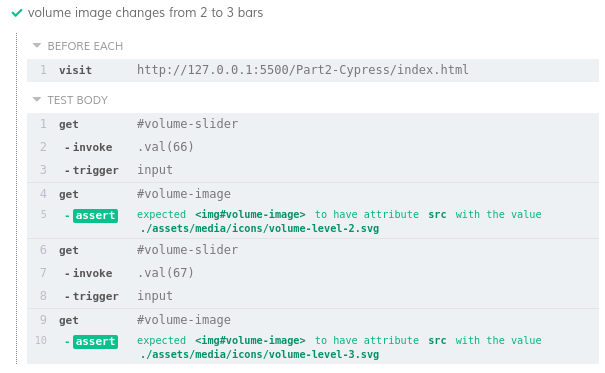 volume image changes from 2 to 3 bars
BEFORE EACH
1 visit http://127.0.0.1:5500/Part2-Cypress/index.html
TEST BODY
1 get #volume-slider
2 - invoke .val(66)
3 - trigger input
4 get #volume-image
5 - assert expected <img#volume-image> to have attribute src with the value
./assets/media/icons/volume-level-2.svg
6 get #volume-slider
7 - invoke .val(67)
8 - trigger input
9 get #volume-image
10 - assert expected <img#volume-image> to have attribute src with the value
./assets/media/icons/volume-level-3.svg